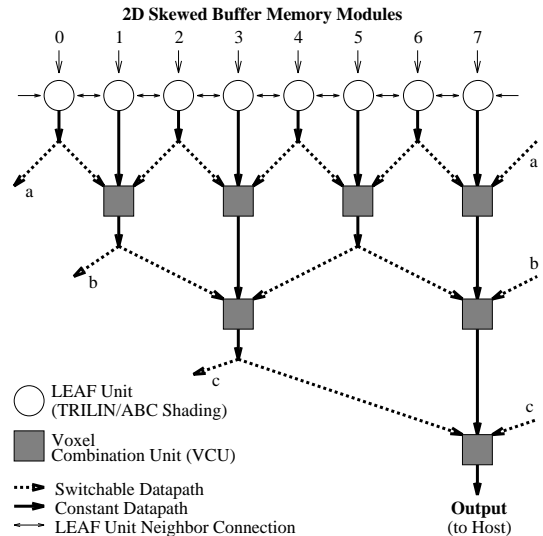 2D Skewed Buffer Memory Modules
0 1 2 3 4 5 6 7
a a
b b
c c
LEAF Unit
(TRILIN/ABC Shading)
Voxel
Combination Unit (VCU)
Switchable Datapath
Constant Datapath
LEAF Unit Neighbor Connection
Output
(to Host)